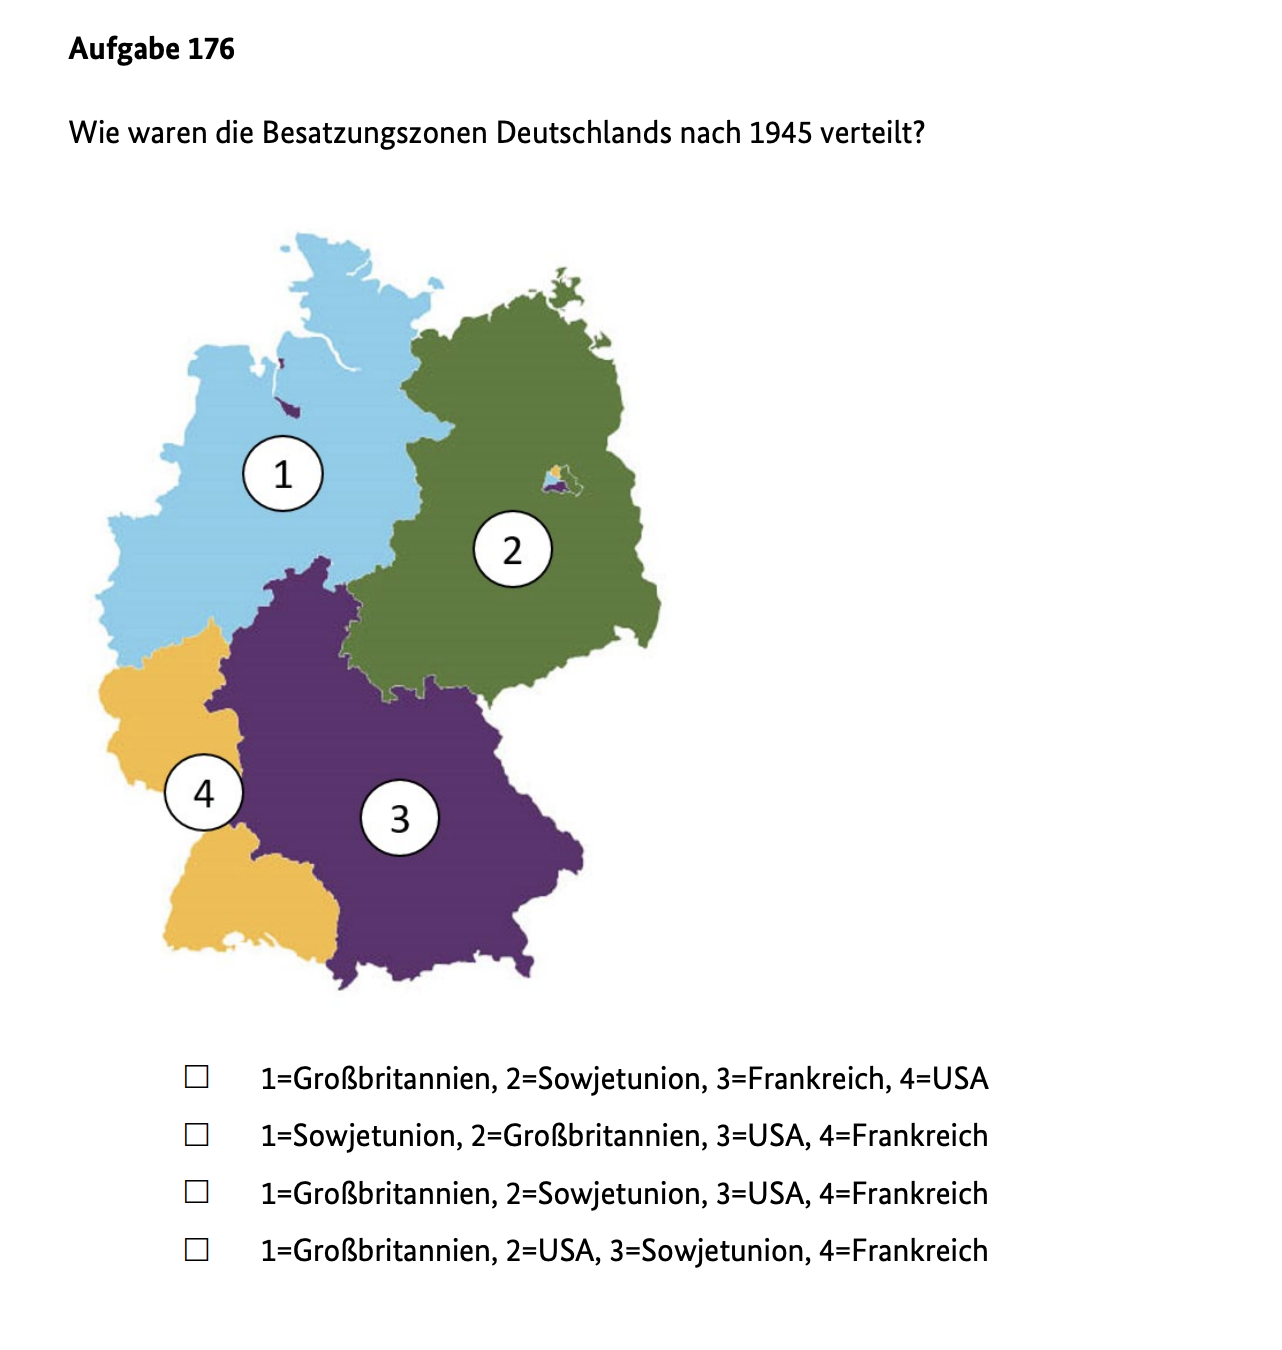 Aufgabe 176
Wie waren die Besatzungszonen Deutschlands nach 1945 verteilt?
1
2
4
3
1=Großbritannien, 2=Sowjetunion, 3=Frankreich, 4=USA
1=Sowjetunion, 2=Großbritannien, 3=USA, 4=Frankreich
1=Großbritannien, 2=Sowjetunion, 3=USA, 4=Frankreich
1=Großbritannien, 2=USA, 3=Sowjetunion, 4=Frankreich